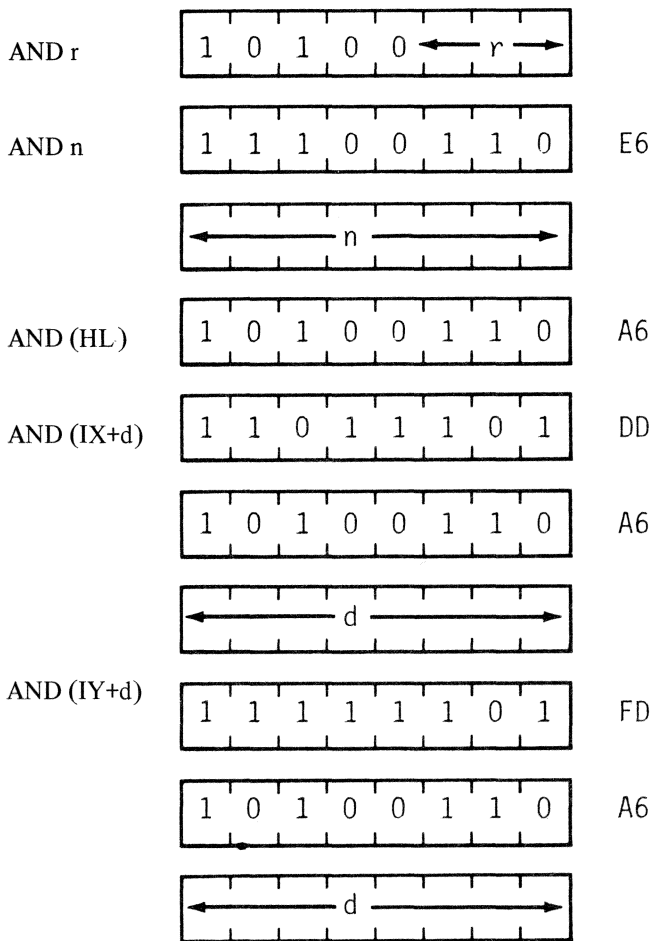 AND r 1 0 1 0 0 r
AND n 1 1 1 0 0 1 1 0 E6
n
AND (HL) 1 0 1 0 0 1 1 0 A6
AND (IX+d) 1 1 0 1 1 1 0 1 DD
1 0 1 0 0 1 1 0 A6
d
AND (IY+d) 1 1 1 1 1 1 0 1 FD
1 0 1 0 0 1 1 0 A6
d